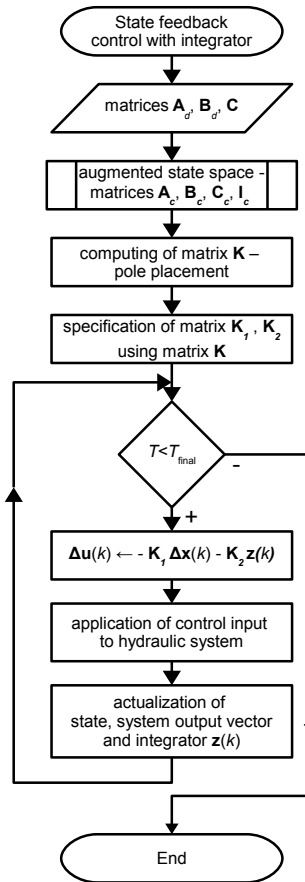 State feedback
control with integrator
matrices A_d, B_d, C
augmented state space -
matrices A_c, B_c, C_c, I_c
computing of matrix K –
pole placement
specification of matrix K_1 , K_2
using matrix K
T<T_final
-
+
Δu(k) ← - K_1 Δx(k) - K_2 z(k)
application of control input
to hydraulic system
actualization of
state, system output vector
and integrator z(k)
End